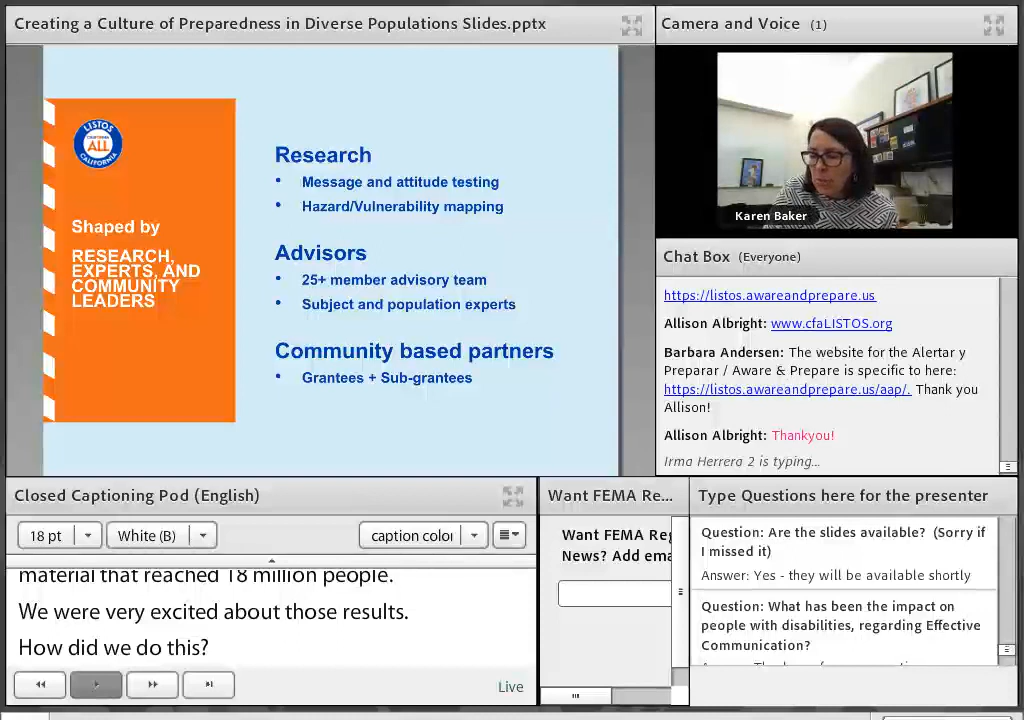 Creating a Culture of Preparedness in Diverse Populations Slides.pptx
LISTOS
CALIFORNIA
ALL
CALIFORNIA
Shaped by
RESEARCH,
EXPERTS, AND
COMMUNITY
LEADERS
Research
• Message and attitude testing
• Hazard/Vulnerability mapping
Advisors
• 25+ member advisory team
• Subject and population experts
Community based partners
• Grantees + Sub-grantees
Camera and Voice (1)
Karen Baker
Chat Box (Everyone)
https://listos.awareandprepare.us
Allison Albright: www.cfaLISTOS.org
Barbara Andersen: The website for the Alertar y
Preparar / Aware & Prepare is specific to here:
https://listos.awareandprepare.us/aap/. Thank you
Allison!
Allison Albright: Thankyou!
Irma Herrera 2 is typing...
Closed Captioning Pod (English)
18 pt
White (B)
caption color
material that reached 18 million people.
We were very excited about those results.
How did we do this?
Live
Want FEMA Re...
Want FEMA Reg
News? Add ema
Type Questions here for the presenter
Question: Are the slides available? (Sorry if
I missed it)
Answer: Yes - they will be available shortly
Question: What has been the impact on
people with disabilities, regarding Effective
Communication?